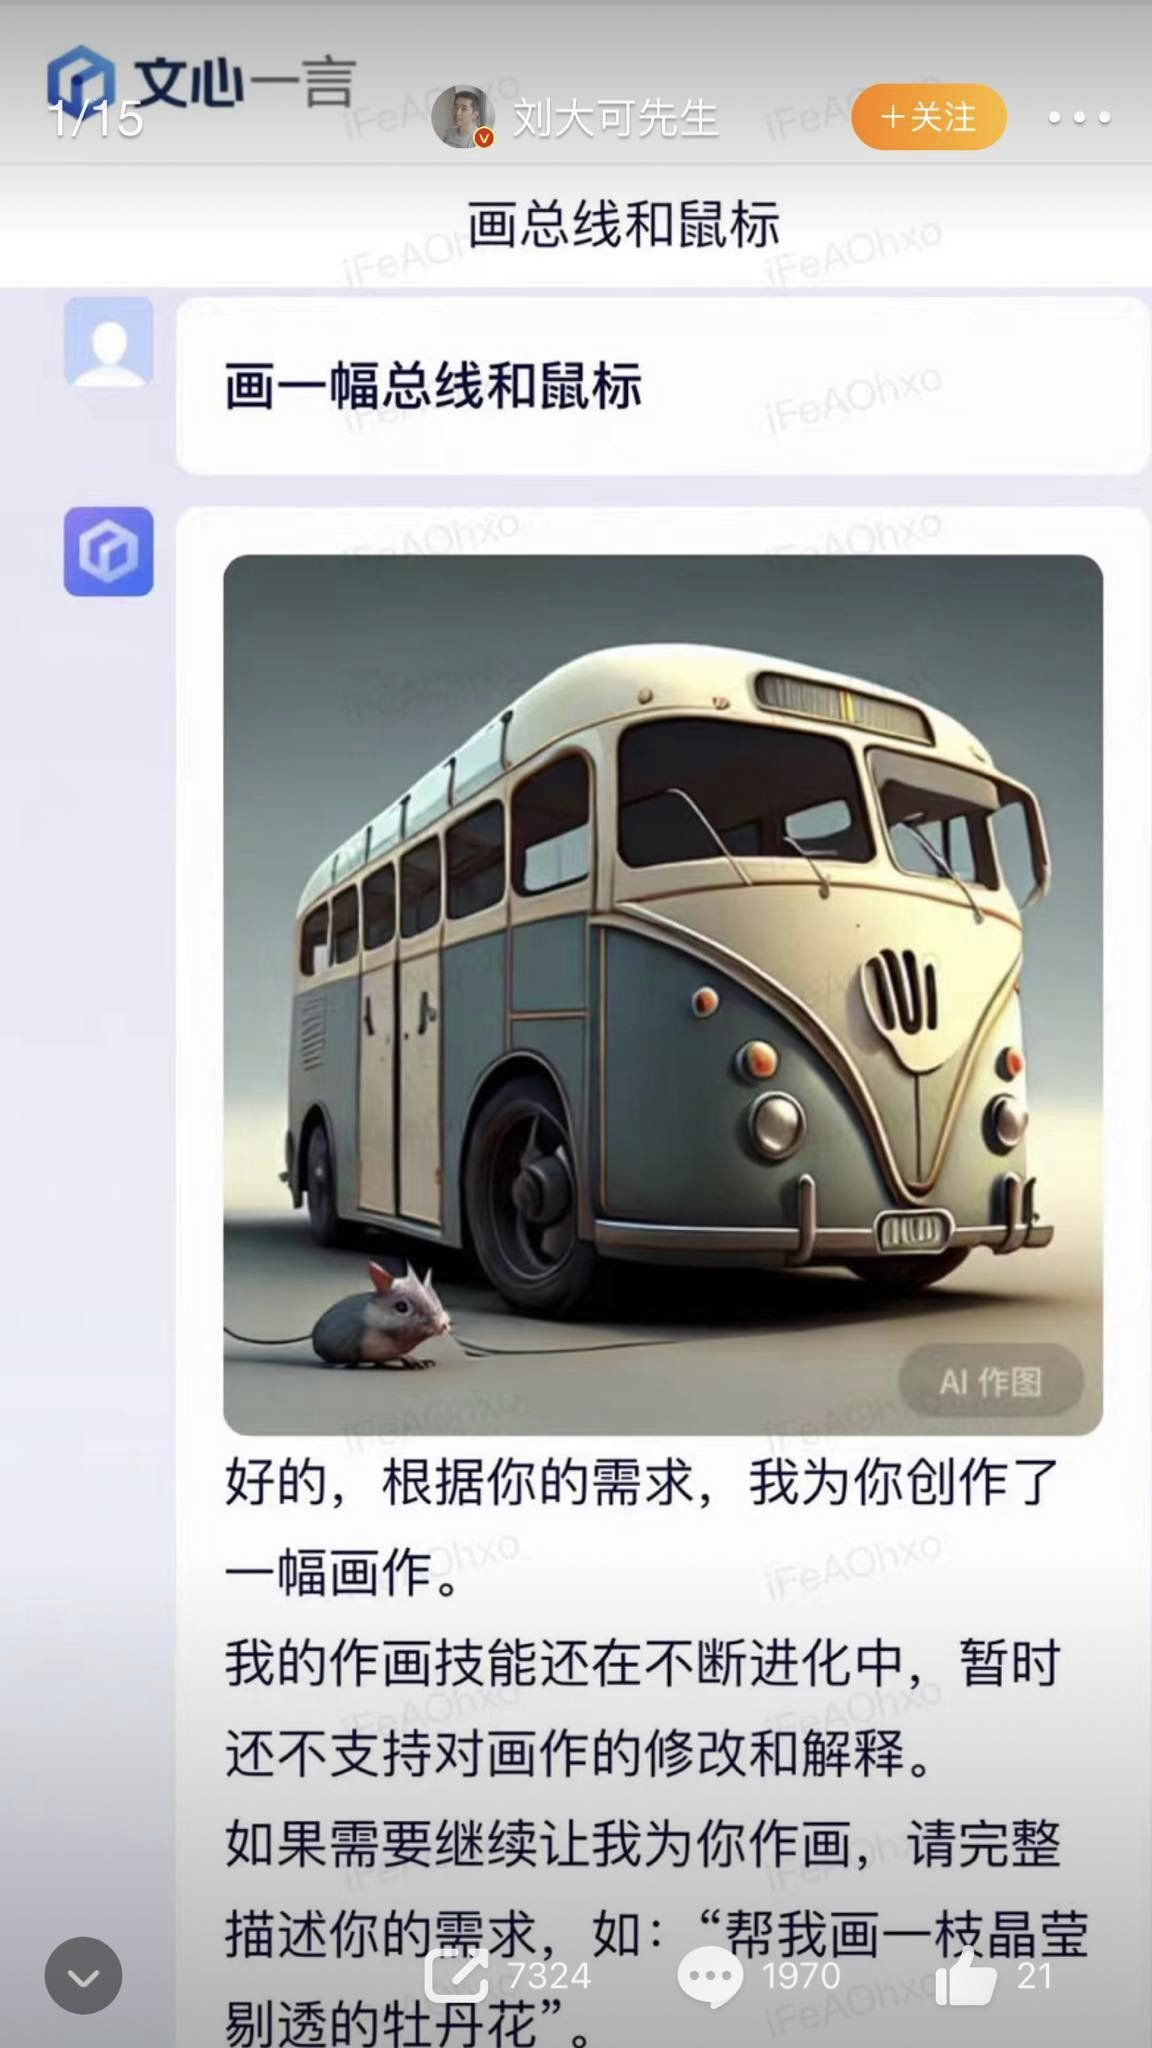 文心一言
1/15
刘大可先生
+关注
画总线和鼠标
画一幅总线和鼠标
AI 作图
好的，根据你的需求，我为你创作了
一幅画作。
我的作画技能还在不断进化中，暂时
还不支持对画作的修改和解释。
如果需要继续让我为你作画，请完整
描述你的需求，如：“帮我画一枝晶莹
剔透的牡丹花”。
7324
1970
21
iFeAOhxo